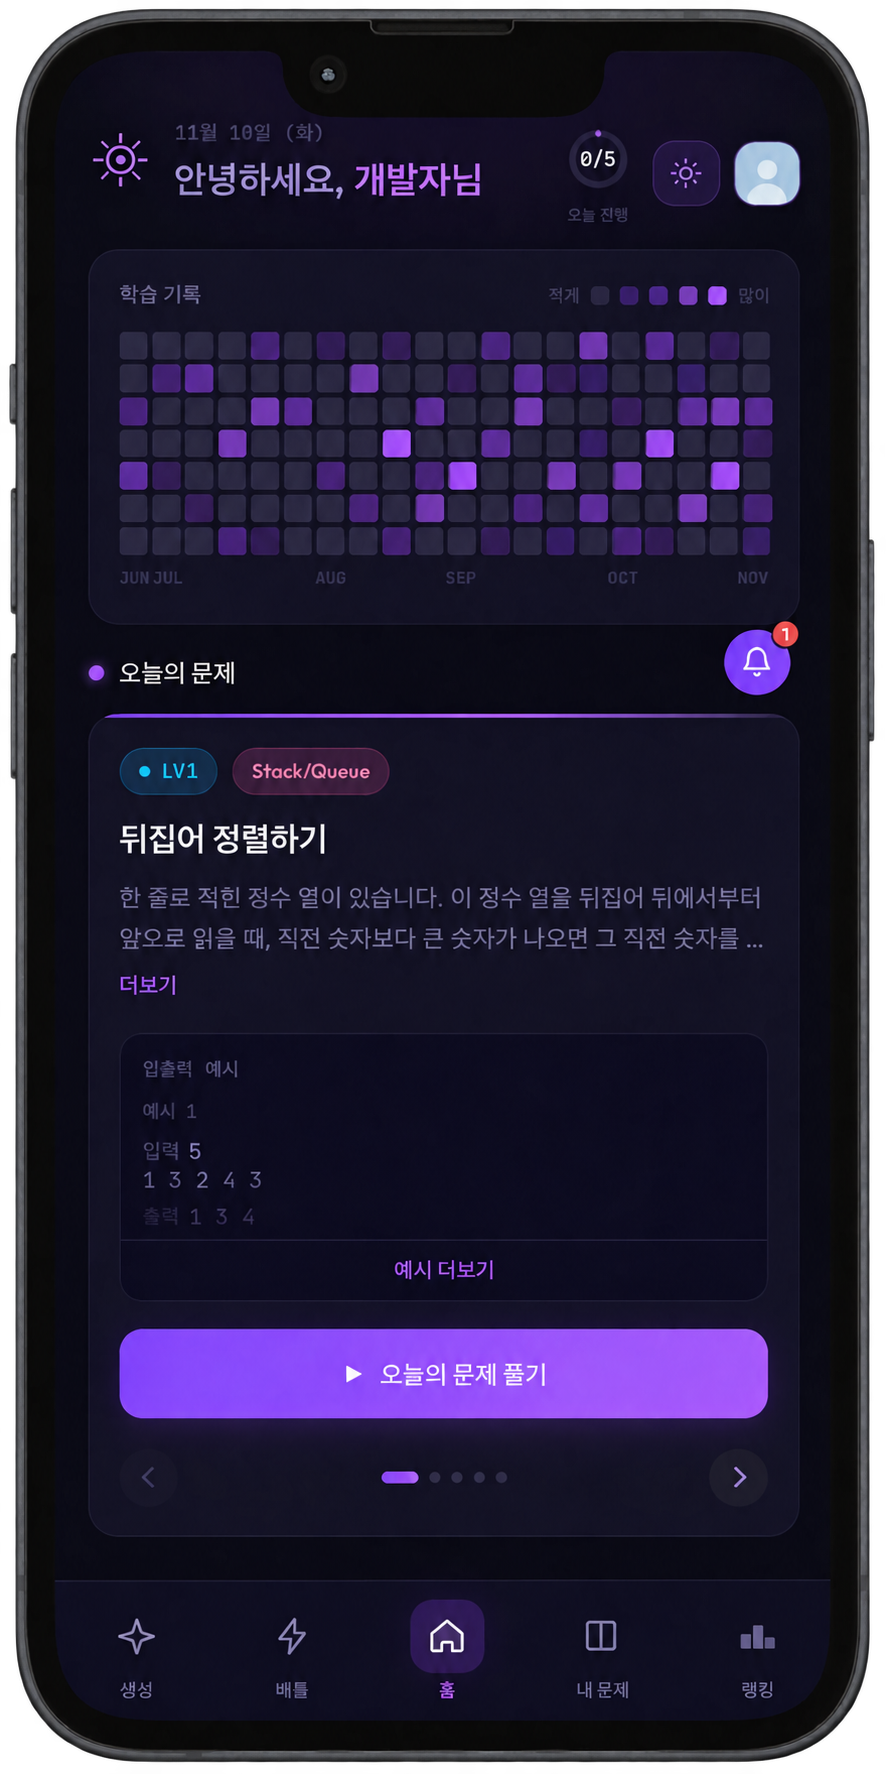 11월 10일 (화)
안녕하세요, 개발자님
0/5
오늘 진행
학습 기록
적게
많이
JUN JUL AUG SEP OCT NOV
1
오늘의 문제
LV1
Stack/Queue
뒤집어 정렬하기
한 줄로 적힌 정수 열이 있습니다. 이 정수 열을 뒤집어 뒤에서부터
앞으로 읽을 때, 직전 숫자보다 큰 숫자가 나오면 그 직전 숫자를 ...
더보기
입출력 예시
예시 1
입력 5
1 3 2 4 3
출력 1 3 4
예시 더보기
오늘의 문제 풀기
생성
배틀
홈
내 문제
랭킹